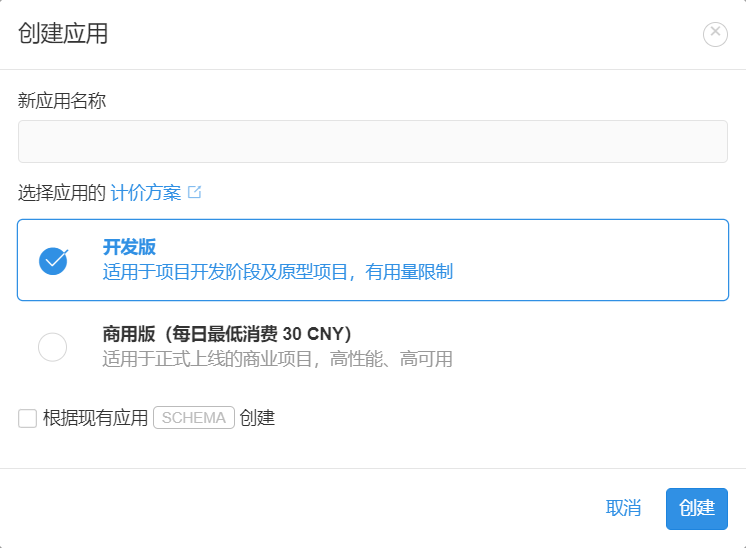 创建应用
新应用名称
选择应用的 计价方案
开发版
适用于项目开发阶段及原型项目，有用量限制
商用版（每日最低消费 30 CNY）
适用于正式上线的商业项目，高性能、高可用
根据现有应用 SCHEMA 创建
取消 创建